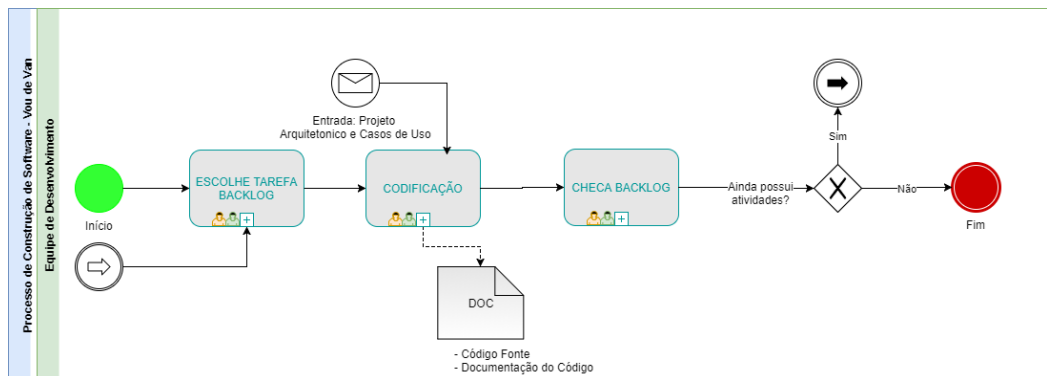 Processo de Construção de Software - Vou de Van
Equipe de Desenvolvimento
Entrada: Projeto
Arquitetonico e Casos de Uso
Início
ESCOLHE TAREFA
BACKLOG
CODIFICAÇÃO
CHECA BACKLOG
Ainda possui
atividades?
Sim
Não
Fim
DOC
- Código Fonte
- Documentação do Código